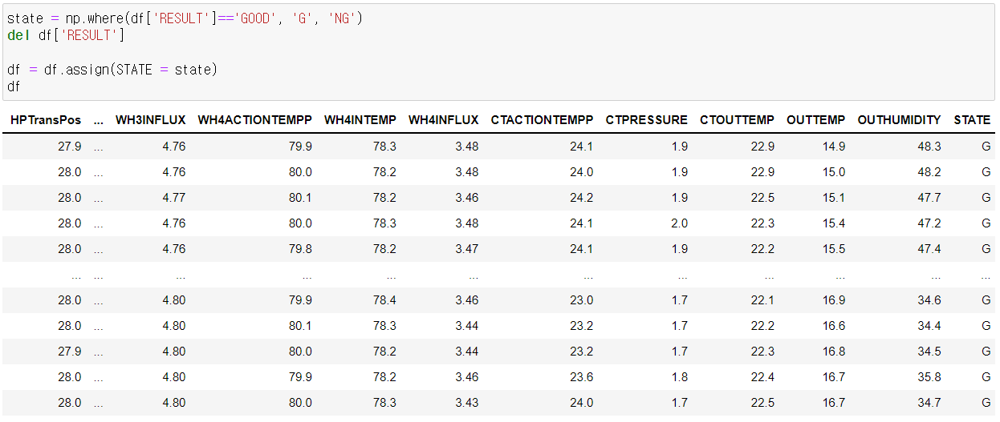 state = np.where(df['RESULT']=='GOOD', 'G', 'NG')
del df['RESULT']
df = df.assign(STATE = state)
df
HPTransPos ... WH3INFLUX WH4ACTIONTEMPP WH4INTEMP WH4INFLUX CTACTIONTEMPP CTPRESSURE CTOUTTEMP OUTTEMP OUTHUMIDITY STATE
27.9 ... 4.76 79.9 78.3 3.48 24.1 1.9 22.9 14.9 48.3 G
28.0 ... 4.76 80.0 78.2 3.48 24.0 1.9 22.9 15.0 48.2 G
28.0 ... 4.77 80.1 78.2 3.46 24.2 1.9 22.5 15.1 47.7 G
28.0 ... 4.76 80.0 78.3 3.48 24.1 2.0 22.3 15.4 47.2 G
28.0 ... 4.76 79.8 78.2 3.47 24.1 1.9 22.2 15.5 47.4 G
... ... ... ... ... ... ... ... ... ... ... ...
28.0 ... 4.80 79.9 78.4 3.46 23.0 1.7 22.1 16.9 34.6 G
28.0 ... 4.80 80.1 78.3 3.44 23.2 1.7 22.2 16.6 34.4 G
27.9 ... 4.80 80.0 78.2 3.44 23.2 1.7 22.3 16.8 34.5 G
28.0 ... 4.80 79.9 78.2 3.46 23.6 1.8 22.4 16.7 35.8 G
28.0 ... 4.80 80.0 78.3 3.43 24.0 1.7 22.5 16.7 34.7 G